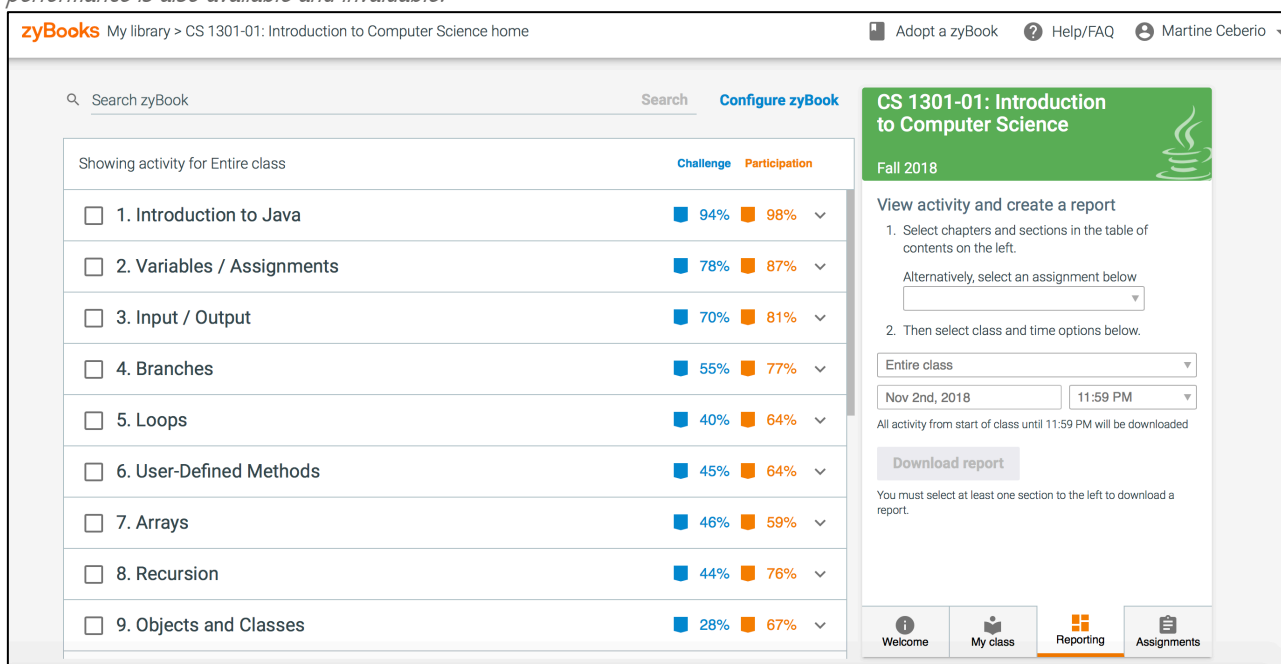 performance is also available and invaluable.
zyBooks My library > CS 1301-01: Introduction to Computer Science home
Adopt a zyBook
Help/FAQ
Martine Ceberio
Search zyBook
Search
Configure zyBook
Showing activity for Entire class
Challenge
Participation
1. Introduction to Java 94% 98%
2. Variables / Assignments 78% 87%
3. Input / Output 70% 81%
4. Branches 55% 77%
5. Loops 40% 64%
6. User-Defined Methods 45% 64%
7. Arrays 46% 59%
8. Recursion 44% 76%
9. Objects and Classes 28% 67%
CS 1301-01: Introduction
to Computer Science
Fall 2018
View activity and create a report
1. Select chapters and sections in the table of
contents on the left.
Alternatively, select an assignment below
2. Then select class and time options below.
Entire class
Nov 2nd, 2018
11:59 PM
All activity from start of class until 11:59 PM will be downloaded
Download report
You must select at least one section to the left to download a
report.
Welcome
My class
Reporting
Assignments